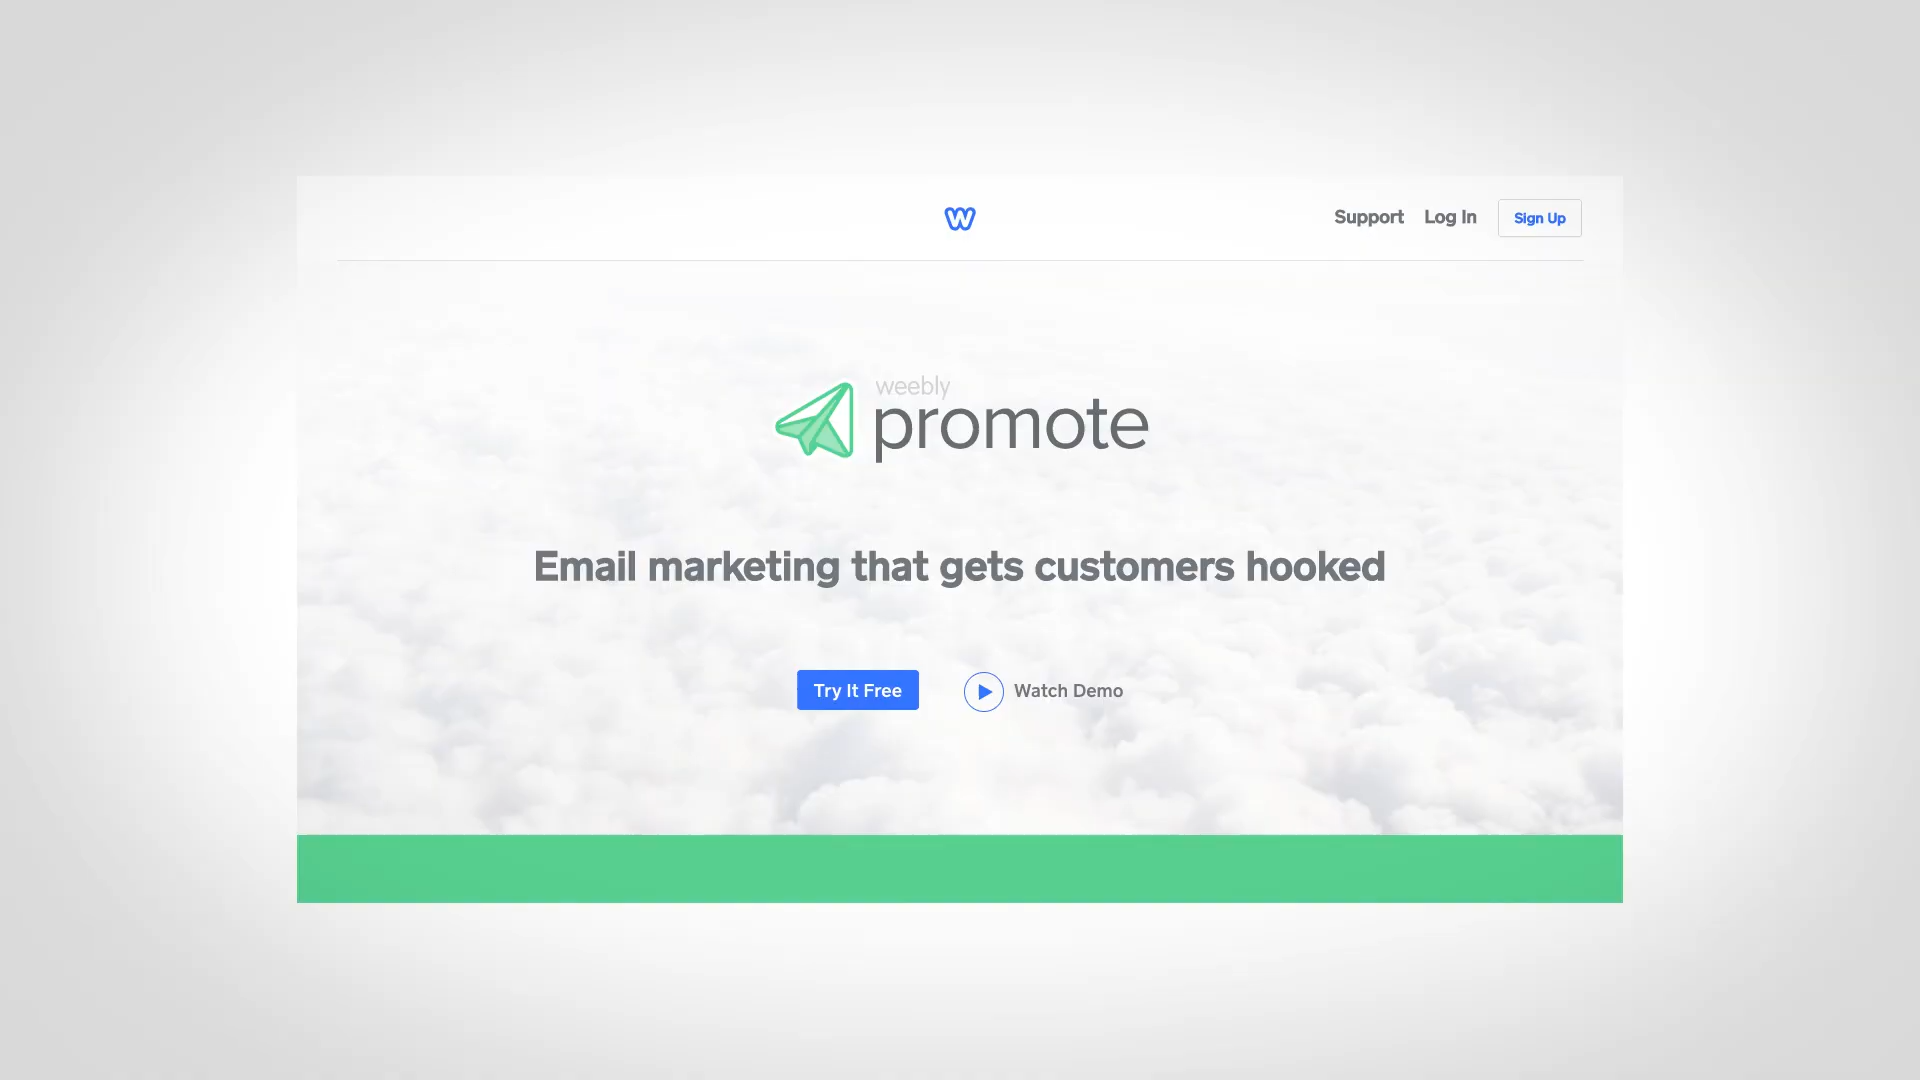 W
Support Log In Sign Up
weebly
promote
Email marketing that gets customers hooked
Try It Free Watch Demo